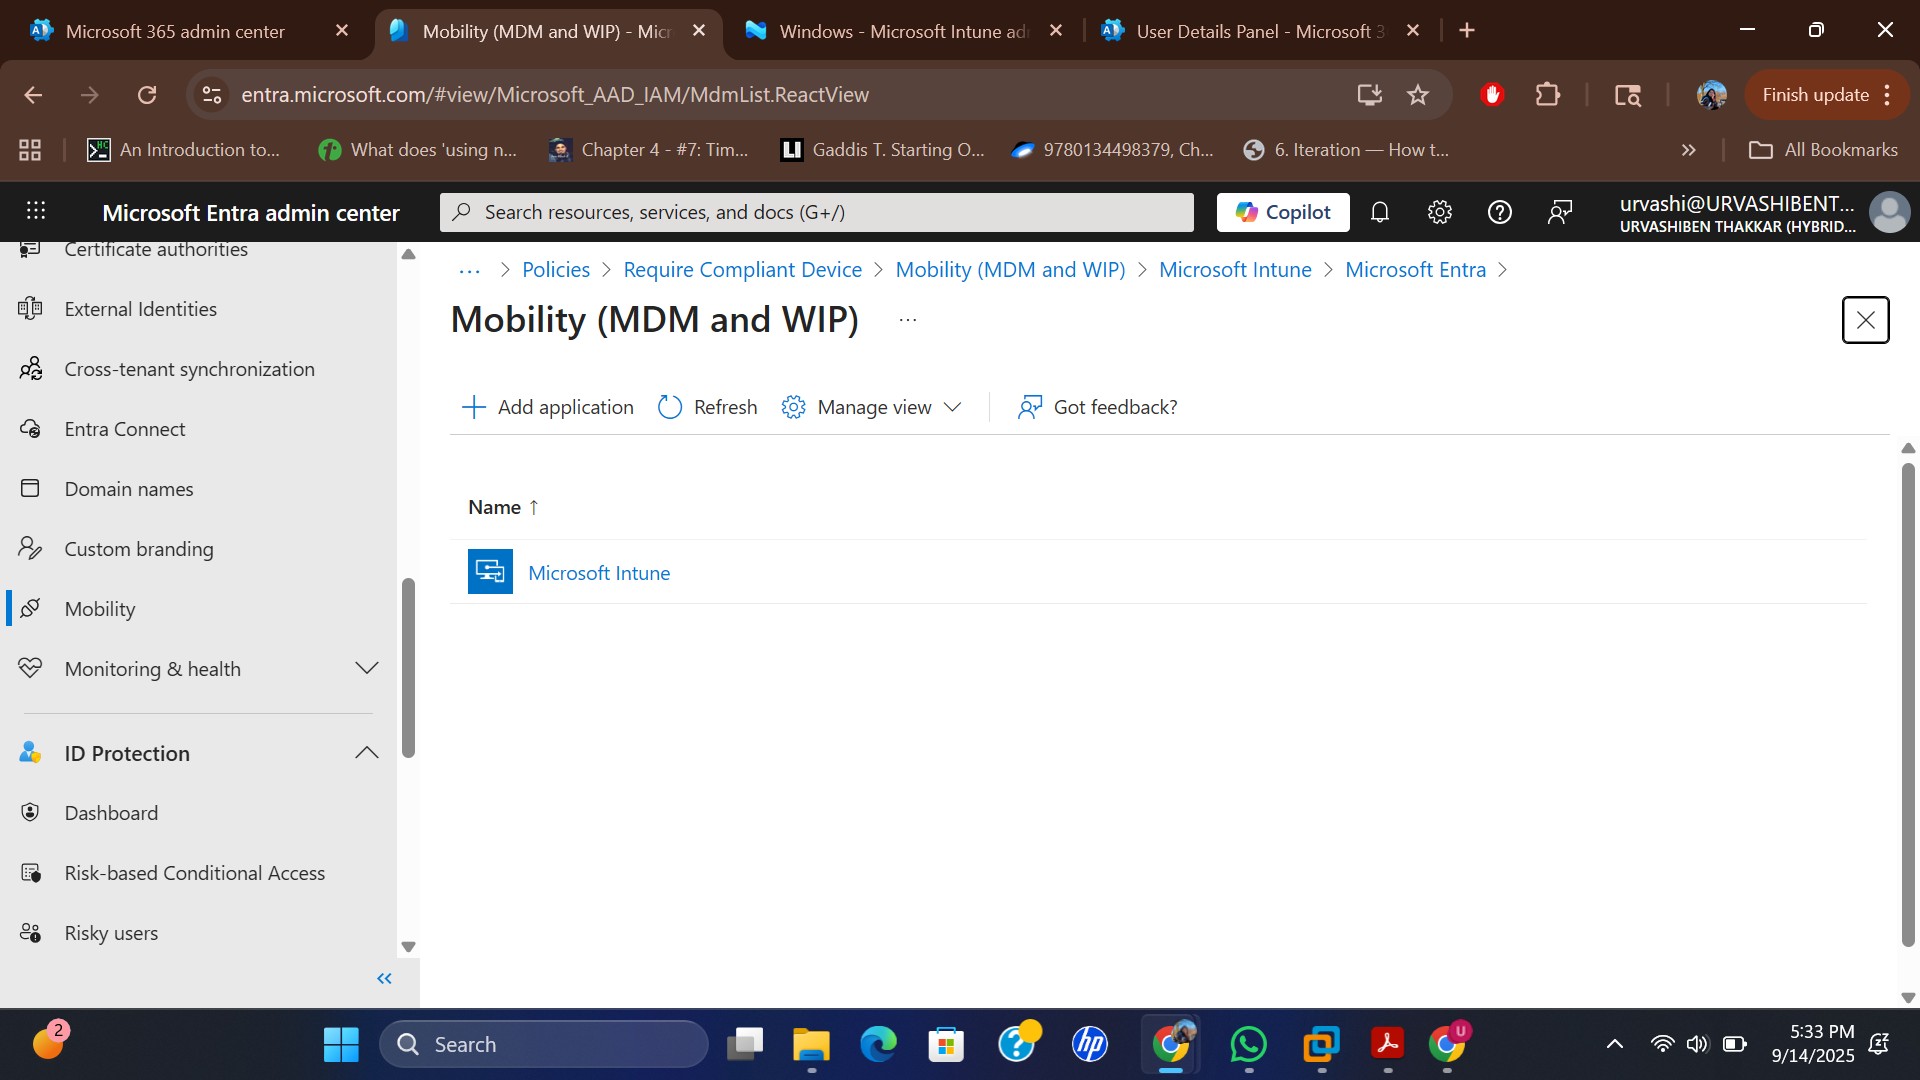 Microsoft 365 admin center
Mobility (MDM and WIP) - Micr
Windows - Microsoft Intune ad
User Details Panel - Microsoft 3
entra.microsoft.com/#view/Microsoft_AAD_IAM/MdmList.ReactView
Finish update
An Introduction to...
What does 'using n...
Chapter 4 - #7: Tim...
Gaddis T. Starting O...
9780134498379, Ch...
6. Iteration — How t...
All Bookmarks
Microsoft Entra admin center
Search resources, services, and docs (G+/)
Copilot
urvashi@URVASHIBENT...
URVASHIBEN THAKKAR (HYBRID...
Certificate authorities
External Identities
Cross-tenant synchronization
Entra Connect
Domain names
Custom branding
Mobility
Monitoring & health
ID Protection
Dashboard
Risk-based Conditional Access
Risky users
... > Policies > Require Compliant Device > Mobility (MDM and WIP) > Microsoft Intune > Microsoft Entra >
Mobility (MDM and WIP) ...
Add application
Refresh
Manage view
Got feedback?
Name ↑
Microsoft Intune
2
Search
5:33 PM
9/14/2025